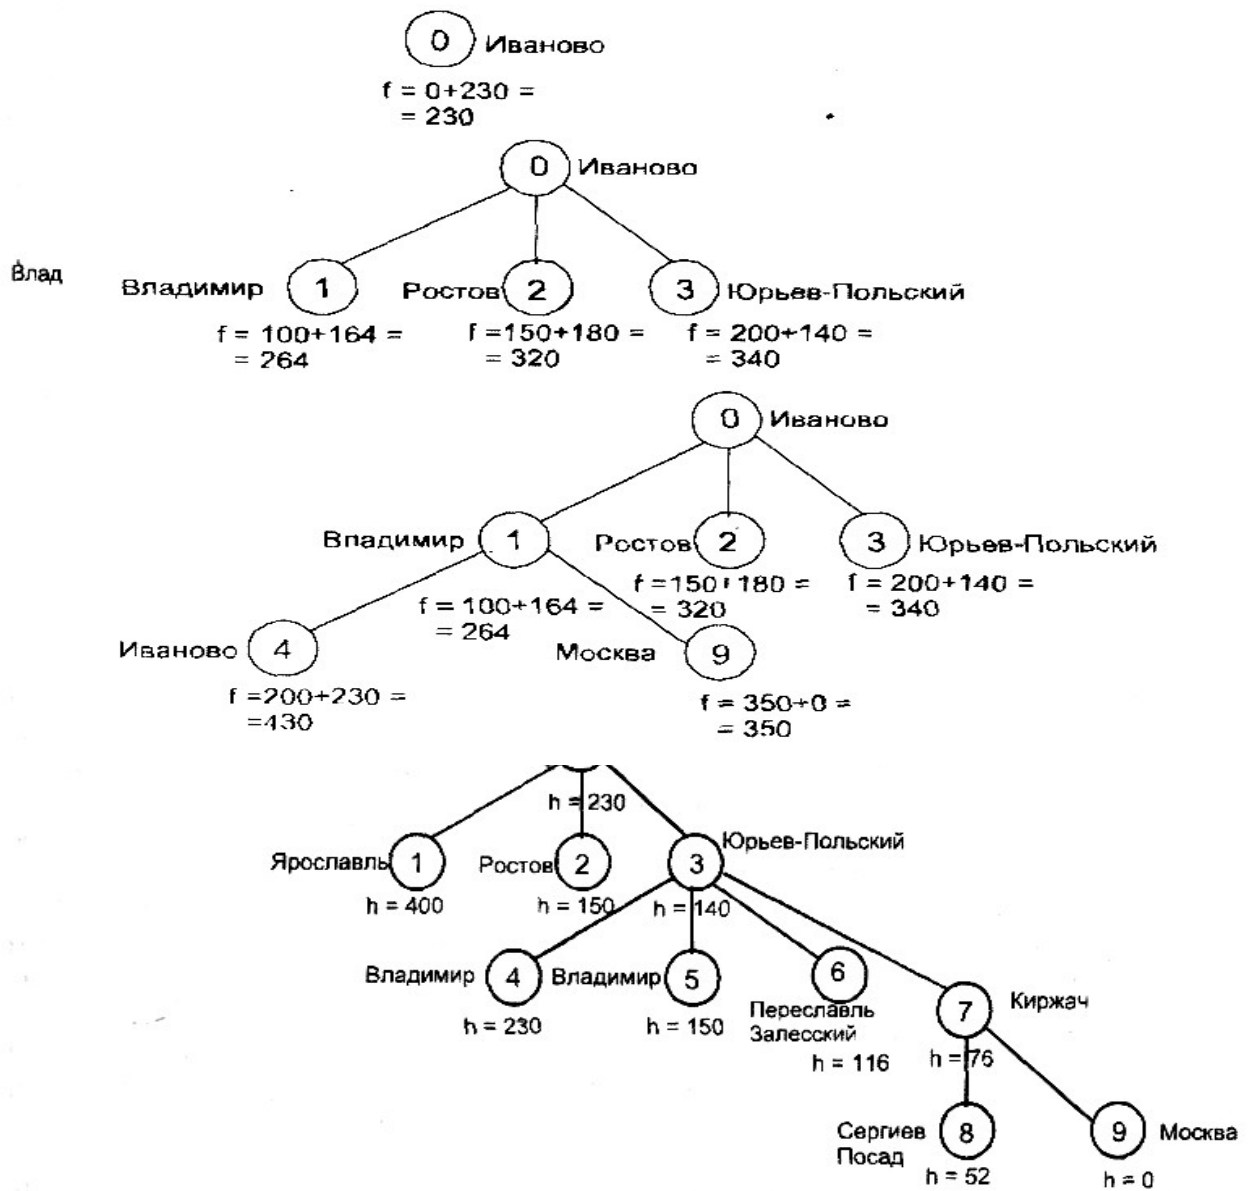 0 Иваново
f = 0+230 =
= 230
0 Иваново
Влад
Владимир 1 Ростов 2 3 Юрьев-Польский
f = 100+164 = f =150+180 = f = 200+140 =
= 264 = 320 = 340
0 Иваново
Владимир 1 Ростов 2 3 Юрьев-Польский
f =150+180 = f = 200+140 =
f = 100+164 = = 320 = 340
= 264
Иваново 4 Москва 9
f =200+230 = f = 350+0 =
=430 = 350
h = 230
Ярославль 1 Ростов 2 3 Юрьев-Польский
h = 400 h = 150 h = 140
Владимир 4 Владимир 5 6
7 Киржач
Переславль
Залесский
h = 230 h = 150
h = 116 h = 76
Сергиев 8 9 Москва
Посад
h = 52 h = 0